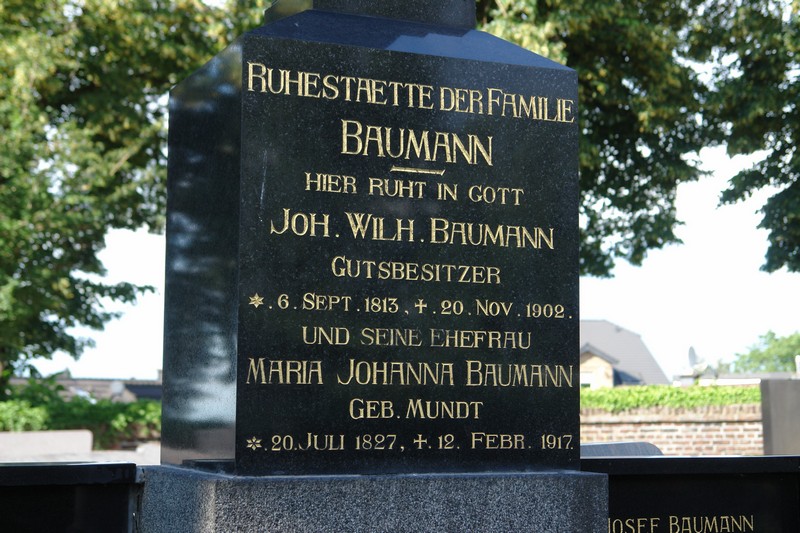 RUHESTAETTE DER FAMILIE
BAUMANN
HIER RUHT IN GOTT
JOH. WILH. BAUMANN
GUTSBESITZER
*. 6. SEPT. 1813, +. 20. NOV. 1902.
UND SEINE EHEFRAU
MARIA JOHANNA BAUMANN
GEB. MUNDT
*. 20. JULI 1827, +. 12. FEBR. 1917.
JOSEF BAUMANN